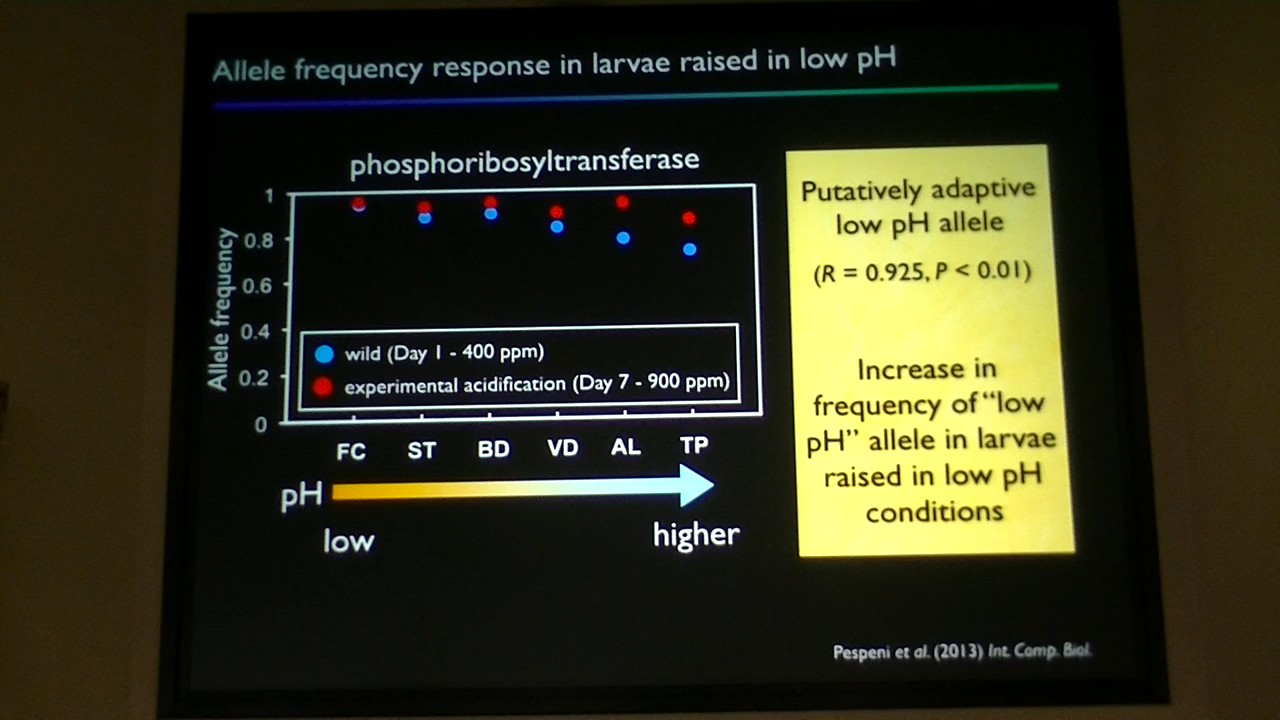 Allele frequency response in larvae raised in low pH
phosphoribosyltransferase
Allele frequency
1
0.8
0.6
0.4
0.2
0
wild (Day 1 - 400 ppm)
experimental acidification (Day 7 - 900 ppm)
FC ST BD VD AL TP
pH
low higher
Putatively adaptive
low pH allele
(R = 0.925, P < 0.01)
Increase in
frequency of “low
pH” allele in larvae
raised in low pH
conditions
Pespeni et al. (2013) Int. Comp. Biol.